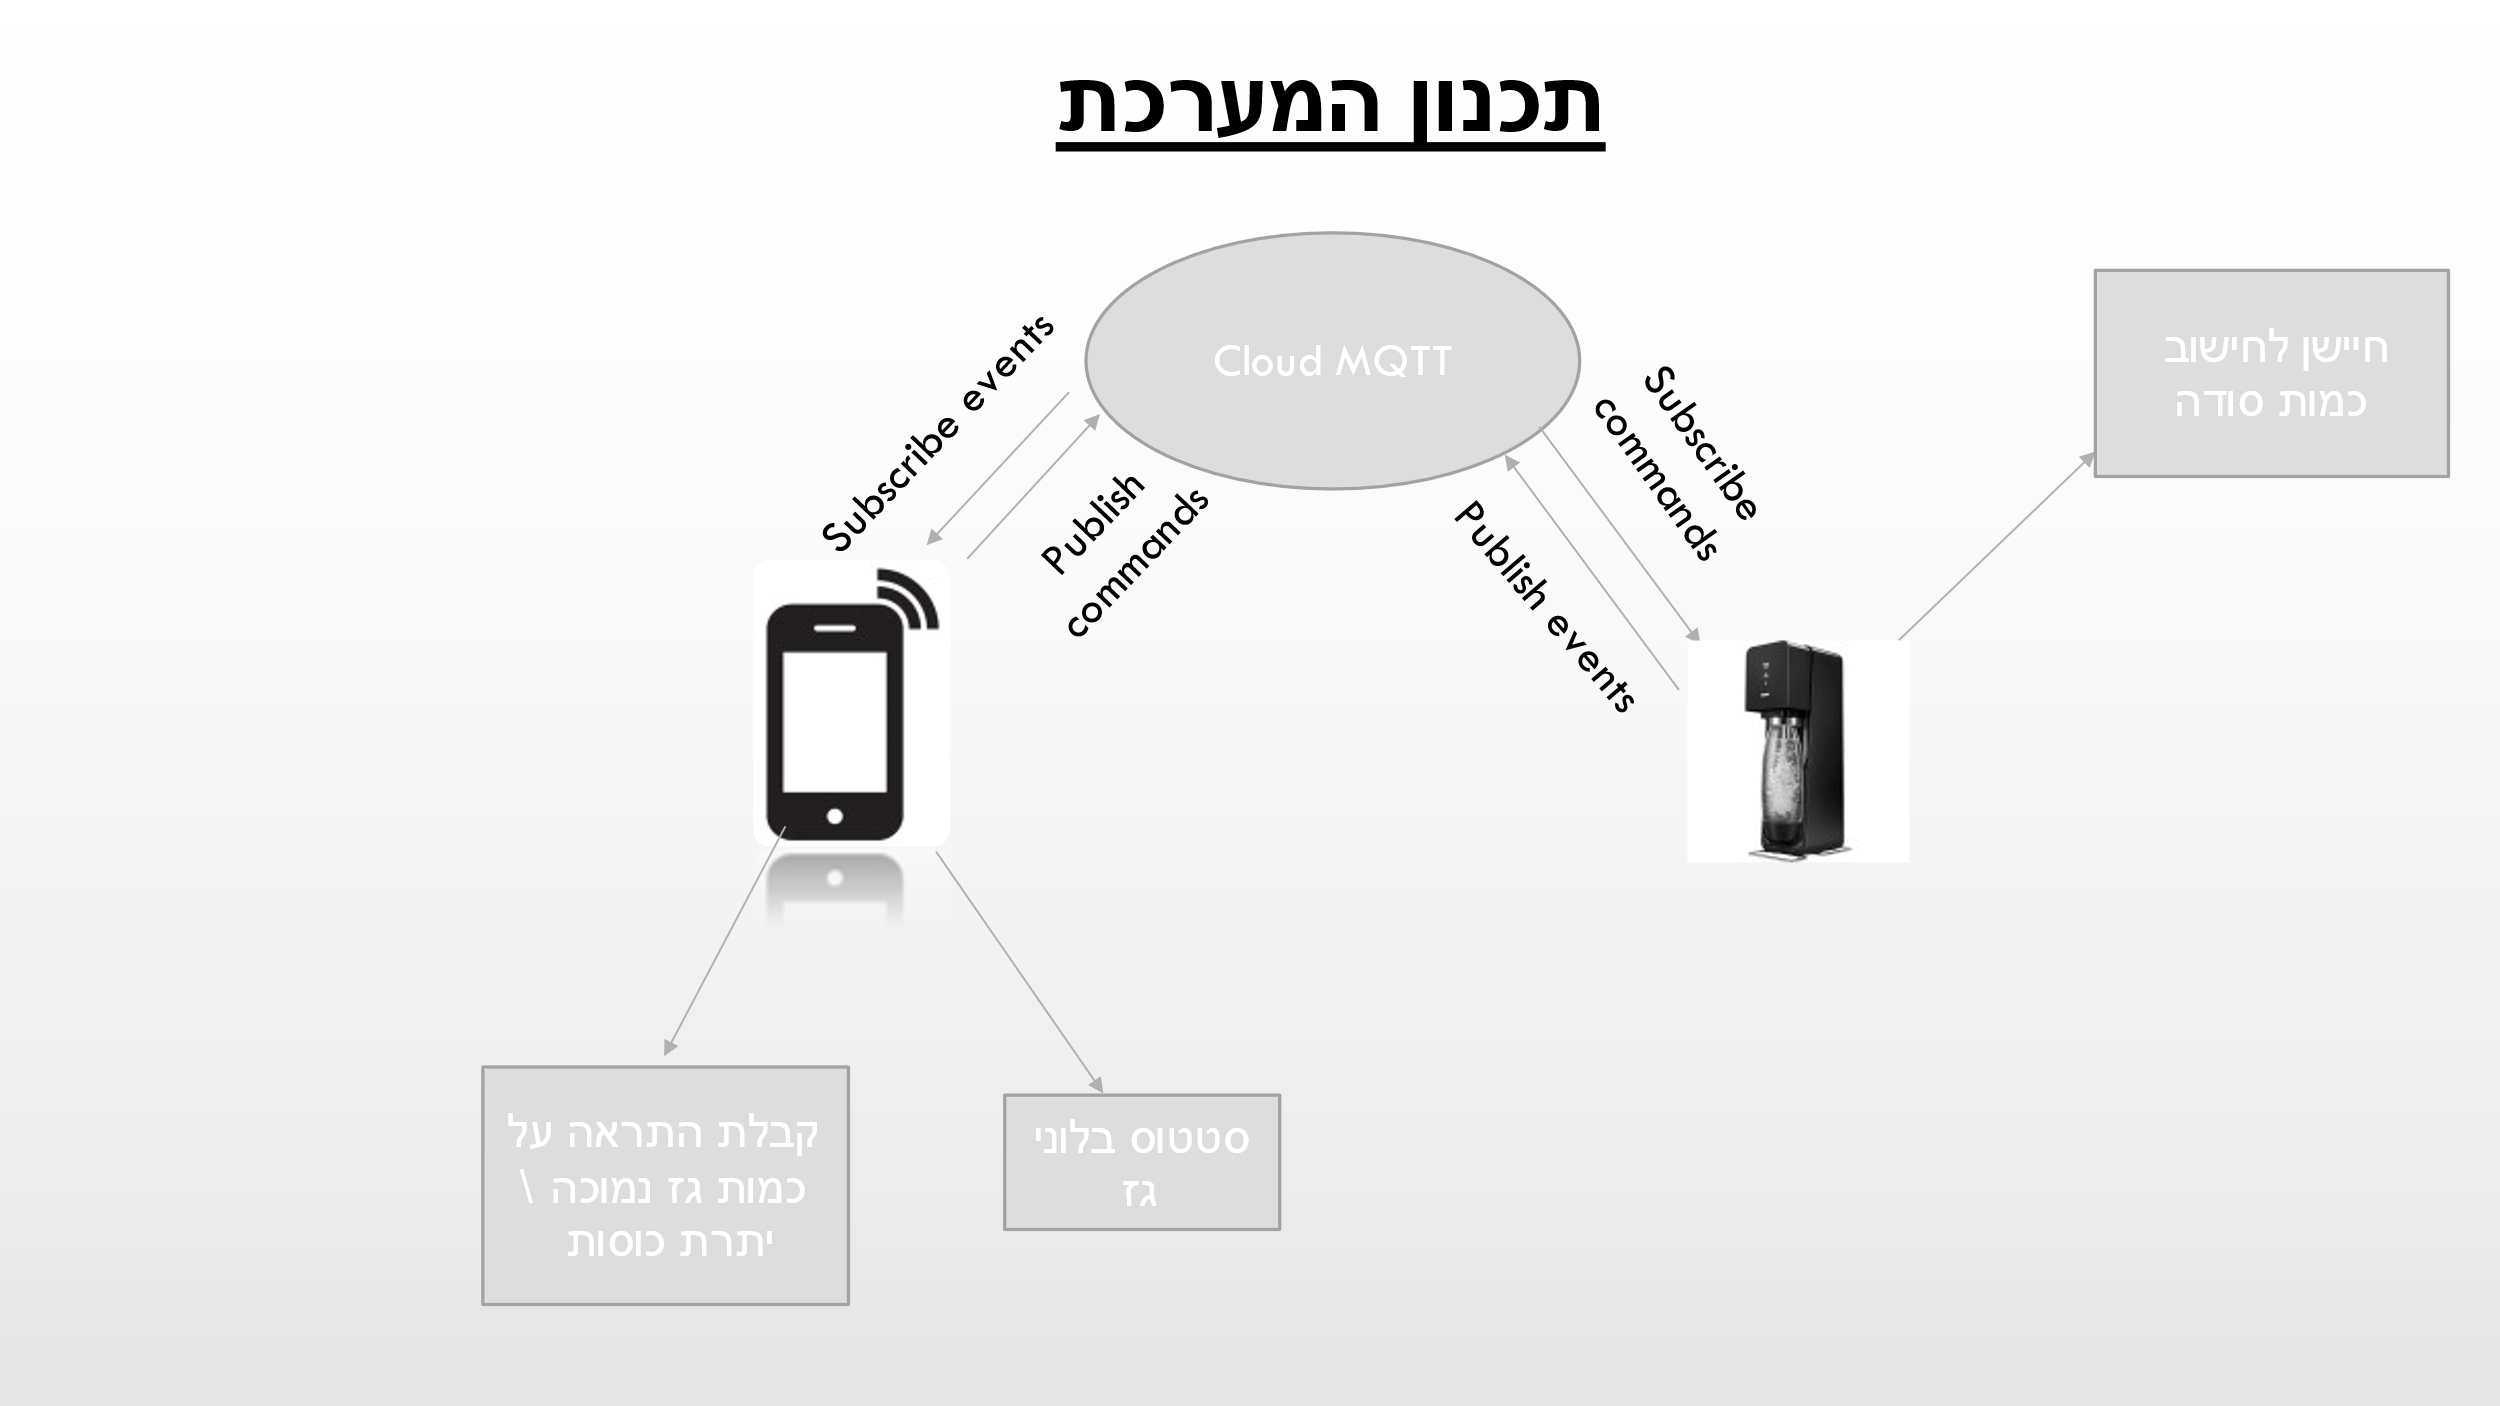 תכנון המערכת
Cloud MQTT
Subscribe events
Publish
commands
Subscribe
commands
Publish events
חיישן לחישוב
כמות סודה
קבלת התראה על
כמות גז נמוכה \
יתרת כוסות
סטטוס בלוני
גז